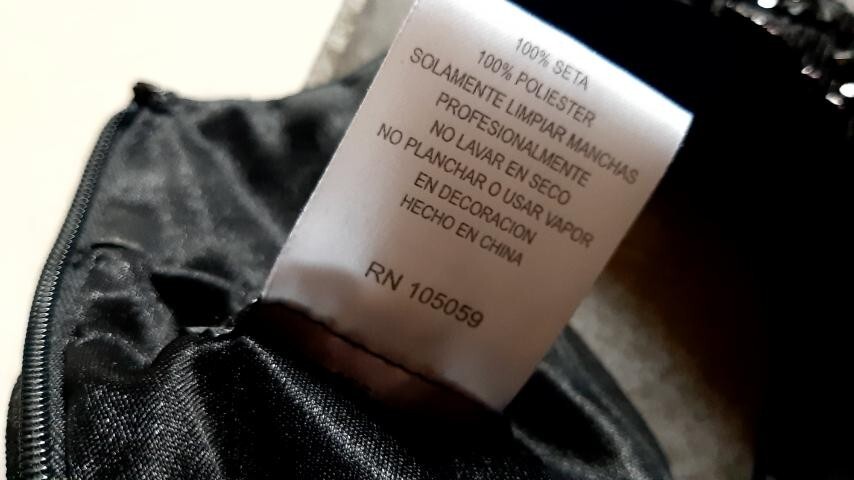 100% SETA
100% POLIESTER
SOLAMENTE LIMPIAR MANCHAS
PROFESIONALMENTE
NO LAVAR EN SECO
NO PLANCHAR O USAR VAPOR
EN DECORACION
HECHO EN CHINA
RN 105059